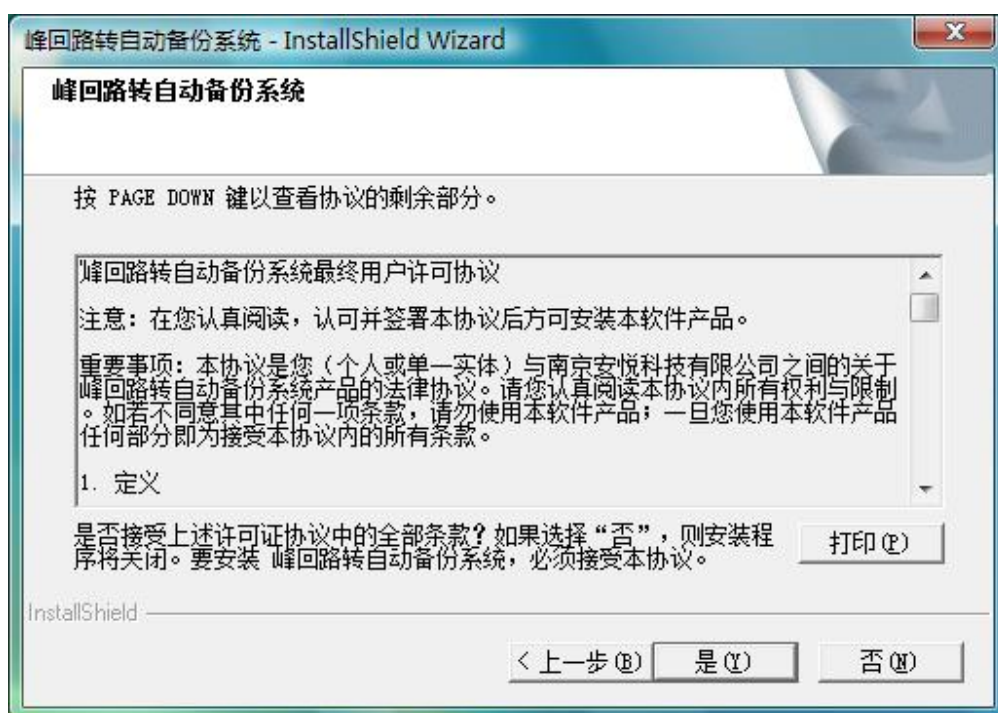 峰回路转自动备份系统 - InstallShield Wizard
峰回路转自动备份系统
按 PAGE DOWN 键以查看协议的剩余部分。
峰回路转自动备份系统最终用户许可协议
注意：在您认真阅读，认可并签署本协议后方可安装本软件产品。
重要事项：本协议是您（个人或单一实体）与南京安悦科技有限公司之间的关于
峰回路转自动备份系统产品的法律协议。请您认真阅读本协议内所有权利与限制
。如若不同意其中任何一项条款，请勿使用本软件产品；一旦您使用本软件产品
任何部分即为接受本协议内的所有条款。
1. 定义
是否接受上述许可证协议中的全部条款？如果选择“否”，则安装程
序将关闭。要安装 峰回路转自动备份系统，必须接受本协议。
打印(P)
InstallShield
< 上一步(B)
是(Y)
否(N)